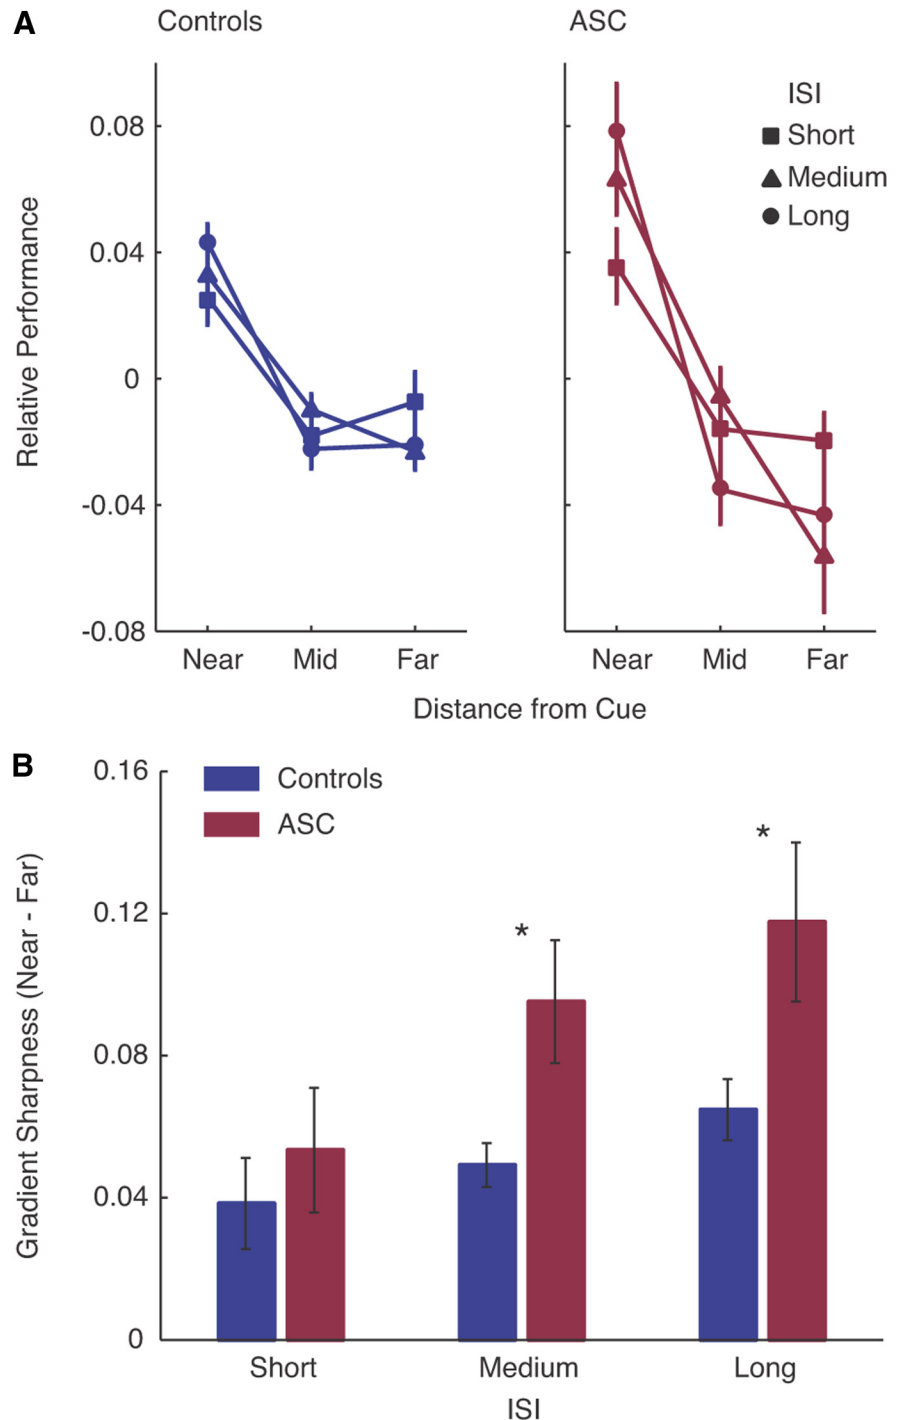 A
Controls
ASC
ISI
Short
Medium
Long
Relative Performance
0.08
0.04
0
-0.04
-0.08
Near Mid Far
Near Mid Far
Distance from Cue
B
Controls
ASC
Gradient Sharpness (Near - Far)
0.16
0.12
0.08
0.04
0
*
*
Short Medium Long
ISI